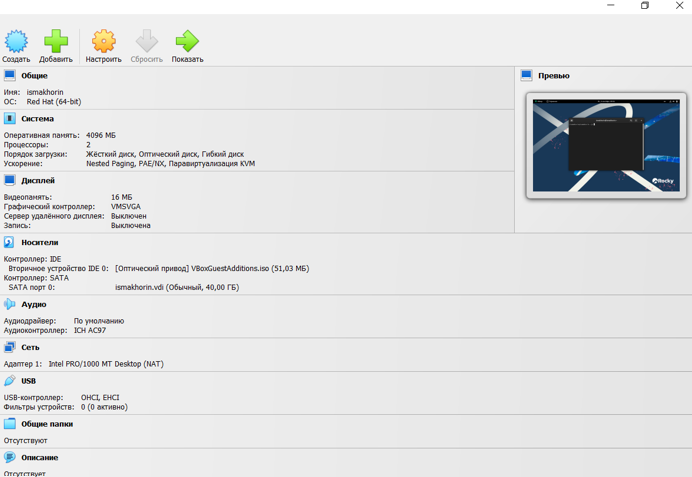 Создать Добавить Настроить Сбросить Показать
Общие
Имя: ismakhorin
ОС: Red Hat (64-bit)
Система
Оперативная память: 4096 МБ
Процессоры: 2
Порядок загрузки: Жёсткий диск, Оптический диск, Гибкий диск
Ускорение: Nested Paging, PAE/NX, Паравиртуализация KVM
Превью
Rocky
Дисплей
Видеопамять: 16 МБ
Графический контроллер: VMSVGA
Сервер удалённого дисплея: Выключен
Запись: Выключена
Носители
Контроллер: IDE
Вторичное устройство IDE 0: [Оптический привод] VBoxGuestAdditions.iso (51,03 МБ)
Контроллер: SATA
SATA порт 0: ismakhorin.vdi (Обычный, 40,00 ГБ)
Аудио
Аудиодрайвер: По умолчанию
Аудиоконтроллер: ICH AC97
Сеть
Адаптер 1: Intel PRO/1000 MT Desktop (NAT)
USB
USB-контроллер: OHCI, EHCI
Фильтры устройств: 0 (0 активно)
Общие папки
Отсутствуют
Описание
Отсутствует